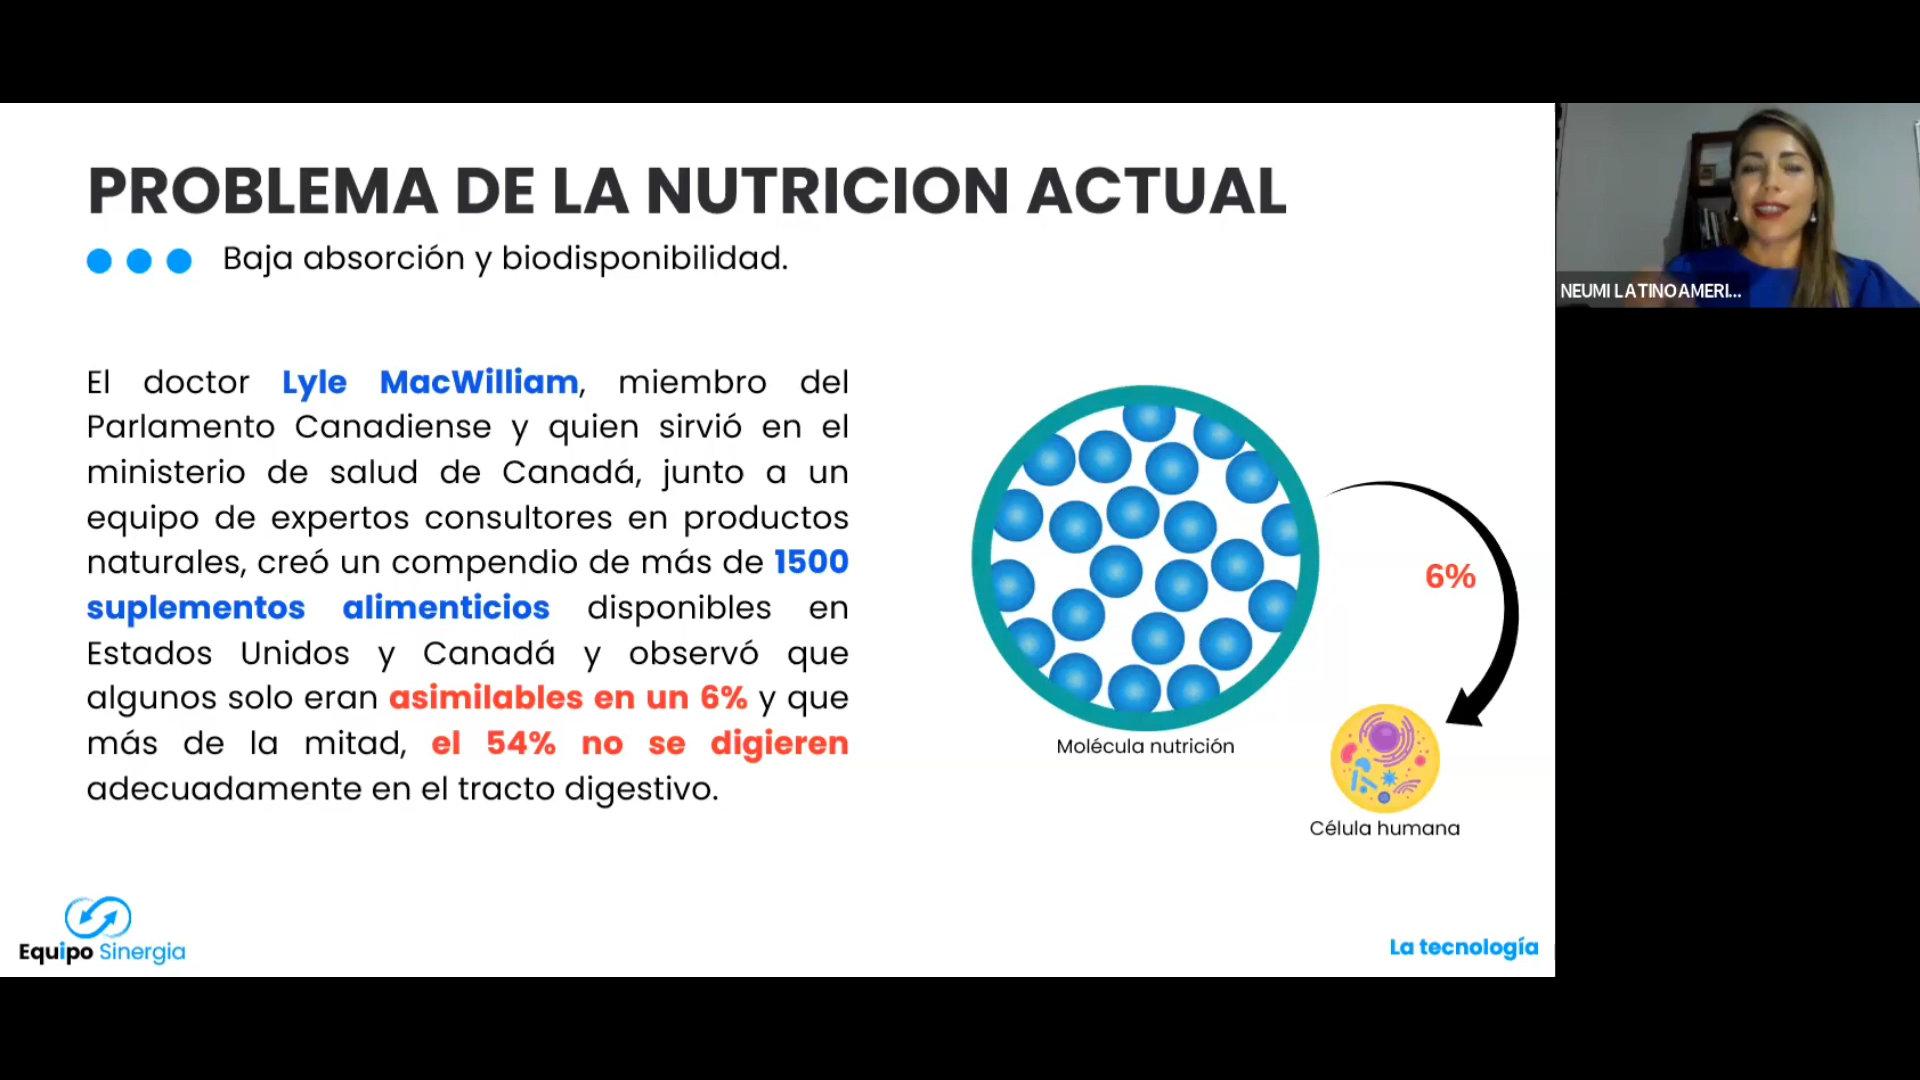 PROBLEMA DE LA NUTRICION ACTUAL
Baja absorción y biodisponibilidad.
El doctor Lyle MacWilliam, miembro del
Parlamento Canadiense y quien sirvió en el
ministerio de salud de Canadá, junto a un
equipo de expertos consultores en productos
naturales, creó un compendio de más de 1500
suplementos alimenticios disponibles en
Estados Unidos y Canadá y observó que
algunos solo eran asimilables en un 6% y que
más de la mitad, el 54% no se digieren
adecuadamente en el tracto digestivo.
6%
Molécula nutrición
Célula humana
Equipo Sinergia
La tecnología
NEUMI LATINOAMERI...